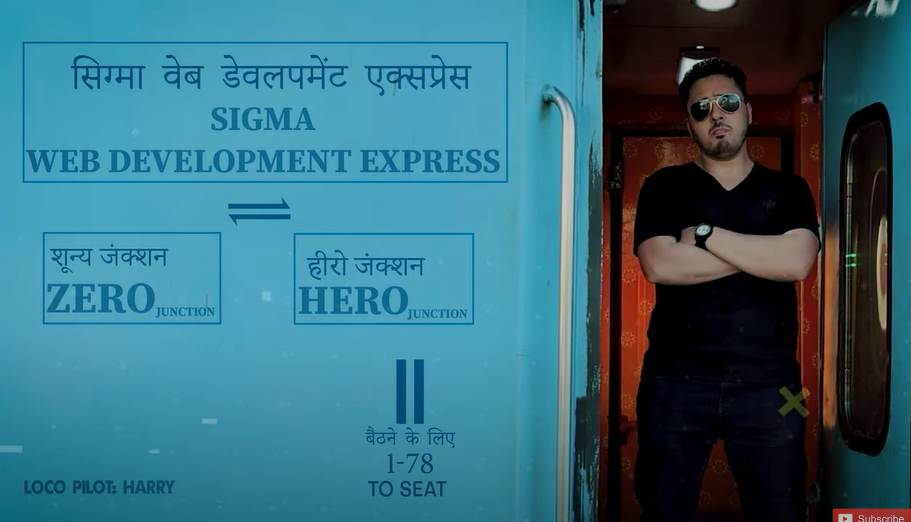 सिग्मा वेब डेवलपमेंट एक्सप्रेस
SIGMA
WEB DEVELOPMENT EXPRESS
शून्य जंक्शन
ZERO JUNCTION
हीरो जंक्शन
HERO JUNCTION
II
बैठने के लिए
1-78
TO SEAT
LOCO PILOT: HARRY
Subscribe